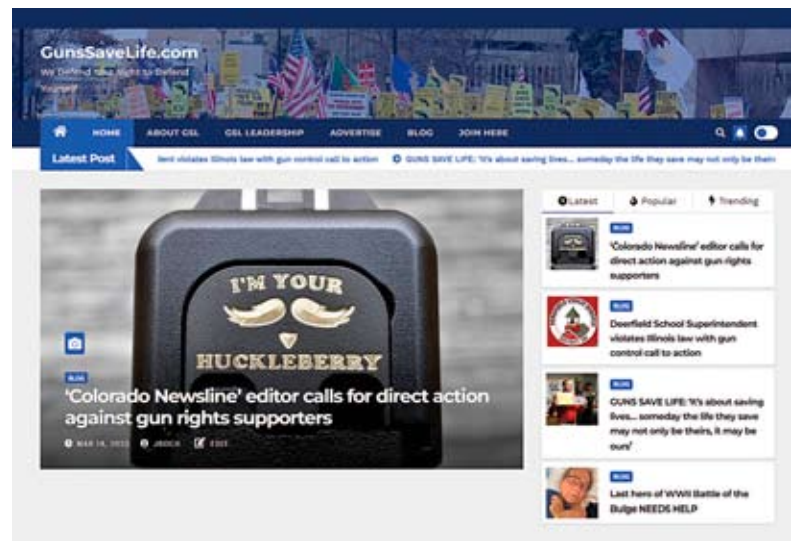 GunsSaveLife.com
We Defend Your Right to Defend
Yourself
HOME ABOUT GSL GSL LEADERSHIP ADVERTISE BLOG JOIN HERE
Latest Post
dent violates Illinois law with gun control call to action GUNS SAVE LIFE: 'It's about saving lives... someday the life they save may not only be theirs
I'M YOUR
HUCKLEBERRY
BLOG
'Colorado Newsline' editor calls for direct action
against gun rights supporters
JBOCH EDIT
Latest Popular Trending
BLOG
'Colorado Newsline' editor calls for
direct action against gun rights
supporters
BLOG
Deerfield School Superintendent
violates Illinois law with gun
control call to action
BLOG
GUNS SAVE LIFE: 'It's about saving
lives... someday the life they save
may not only be theirs, it may be
ours'
BLOG
Last hero of WWII Battle of the
Bulge NEEDS HELP